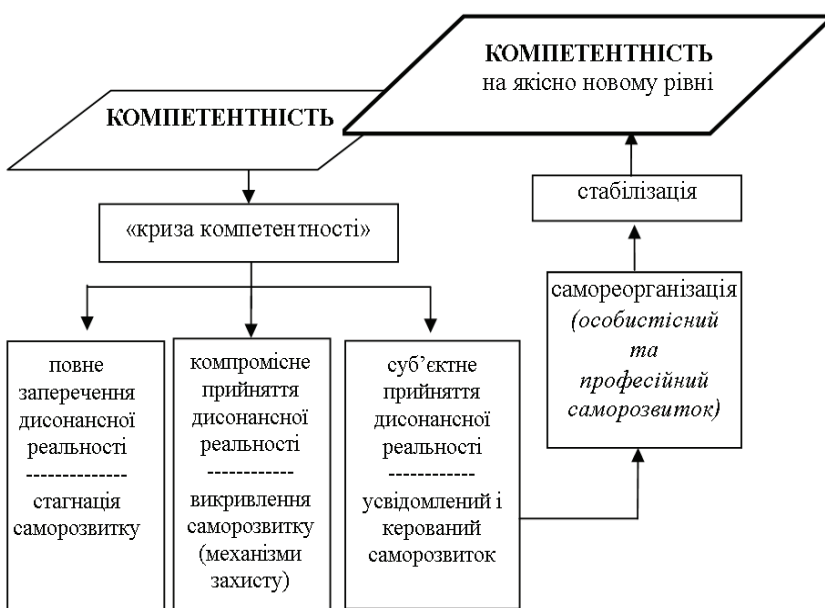 КОМПЕТЕНТНІСТЬ
на якісно новому рівні
КОМПЕТЕНТНІСТЬ
стабілізація
«криза компетентності»
самореорганізація
(особистісний
та
професійний
саморозвиток)
повне
заперечення
дисонансної
реальності
--------------
стагнація
саморозвитку
компромісне
прийняття
дисонансної
реальності
------------
викривлення
саморозвитку
(механізми
захисту)
суб’єктне
прийняття
дисонансної
реальності
------------
усвідомлений і
керований
саморозвиток